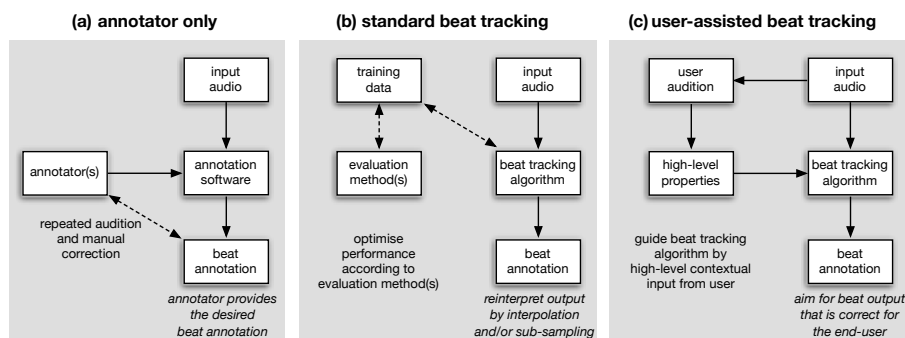 (a) annotator only
input
audio
annotator(s)
annotation
software
repeated audition
and manual
correction
beat
annotation
annotator provides
the desired
beat annotation
(b) standard beat tracking
training
data
input
audio
evaluation
method(s)
beat tracking
algorithm
optimise
performance
according to
evaluation method(s)
beat
annotation
reinterpret output
by interpolation
and/or sub-sampling
(c) user-assisted beat tracking
user
audition
input
audio
high-level
properties
beat tracking
algorithm
guide beat tracking
algorithm by
high-level contextual
input from user
beat
annotation
aim for beat output
that is correct for
the end-user